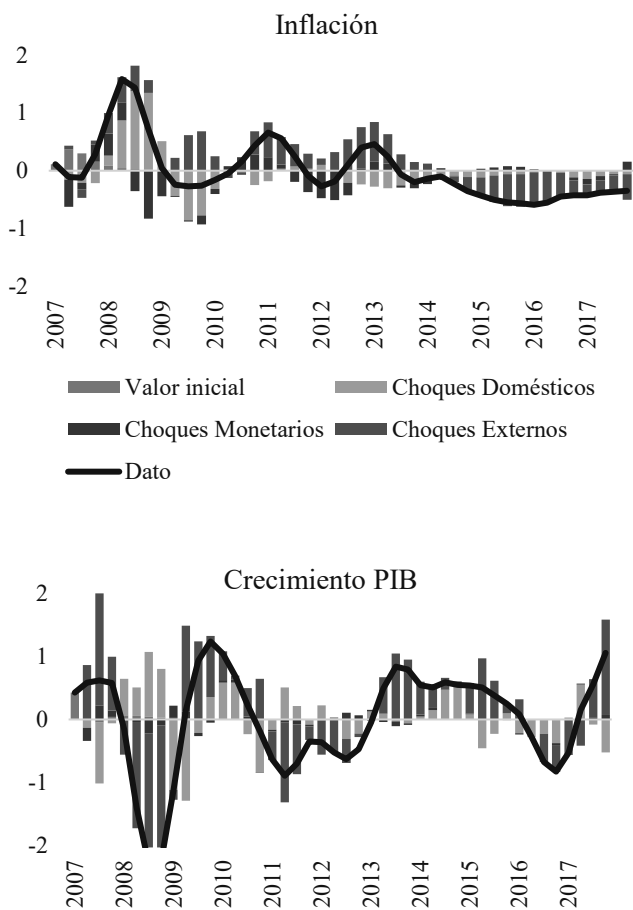 Inflación
2
1
0
-1
-2
2007 2008 2009 2010 2011 2012 2013 2014 2015 2016 2017
Valor inicial Choques Domésticos
Choques Monetarios Choques Externos
Dato
Crecimiento PIB
2
1
0
-1
-2
2007 2008 2009 2010 2011 2012 2013 2014 2015 2016 2017